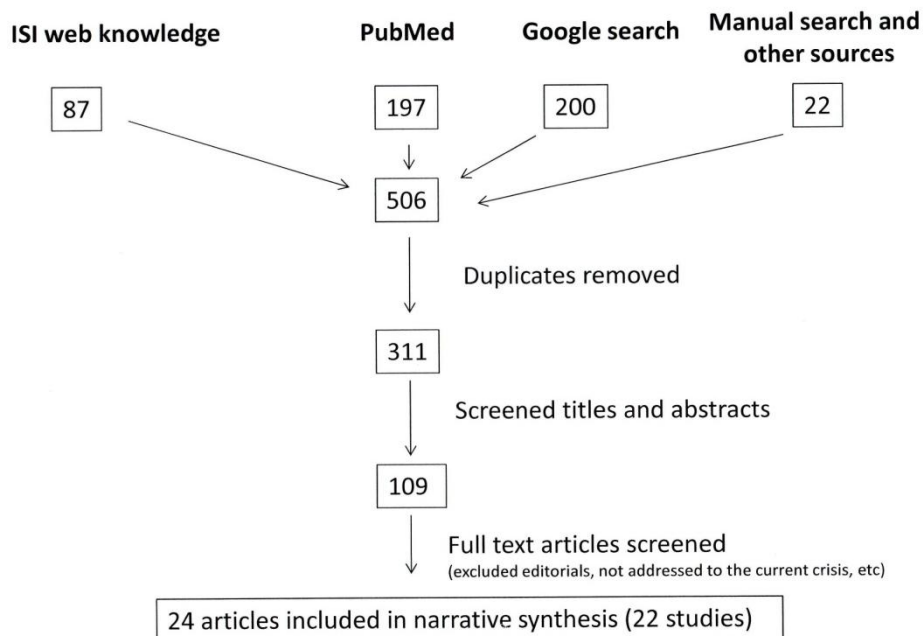 ISI web knowledge
PubMed
Google search
Manual search and
other sources
87
197
200
22
506
Duplicates removed
311
Screened titles and abstracts
109
Full text articles screened
(excluded editorials, not addressed to the current crisis, etc)
24 articles included in narrative synthesis (22 studies)